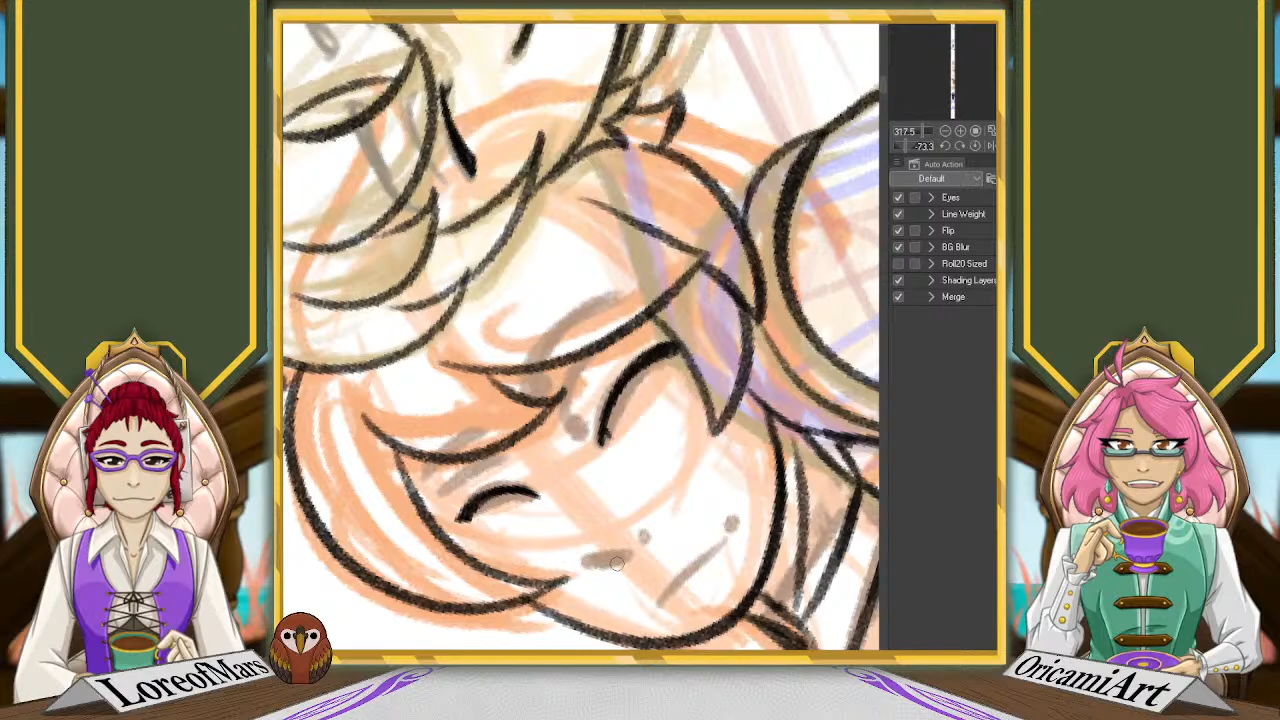 317.5
-73.3
Auto Action
Default
Eyes
Line Weight
Flip
BG Blur
Roll20 Sized
Shading Layers
Merge
LoreofMars
OricamiArt